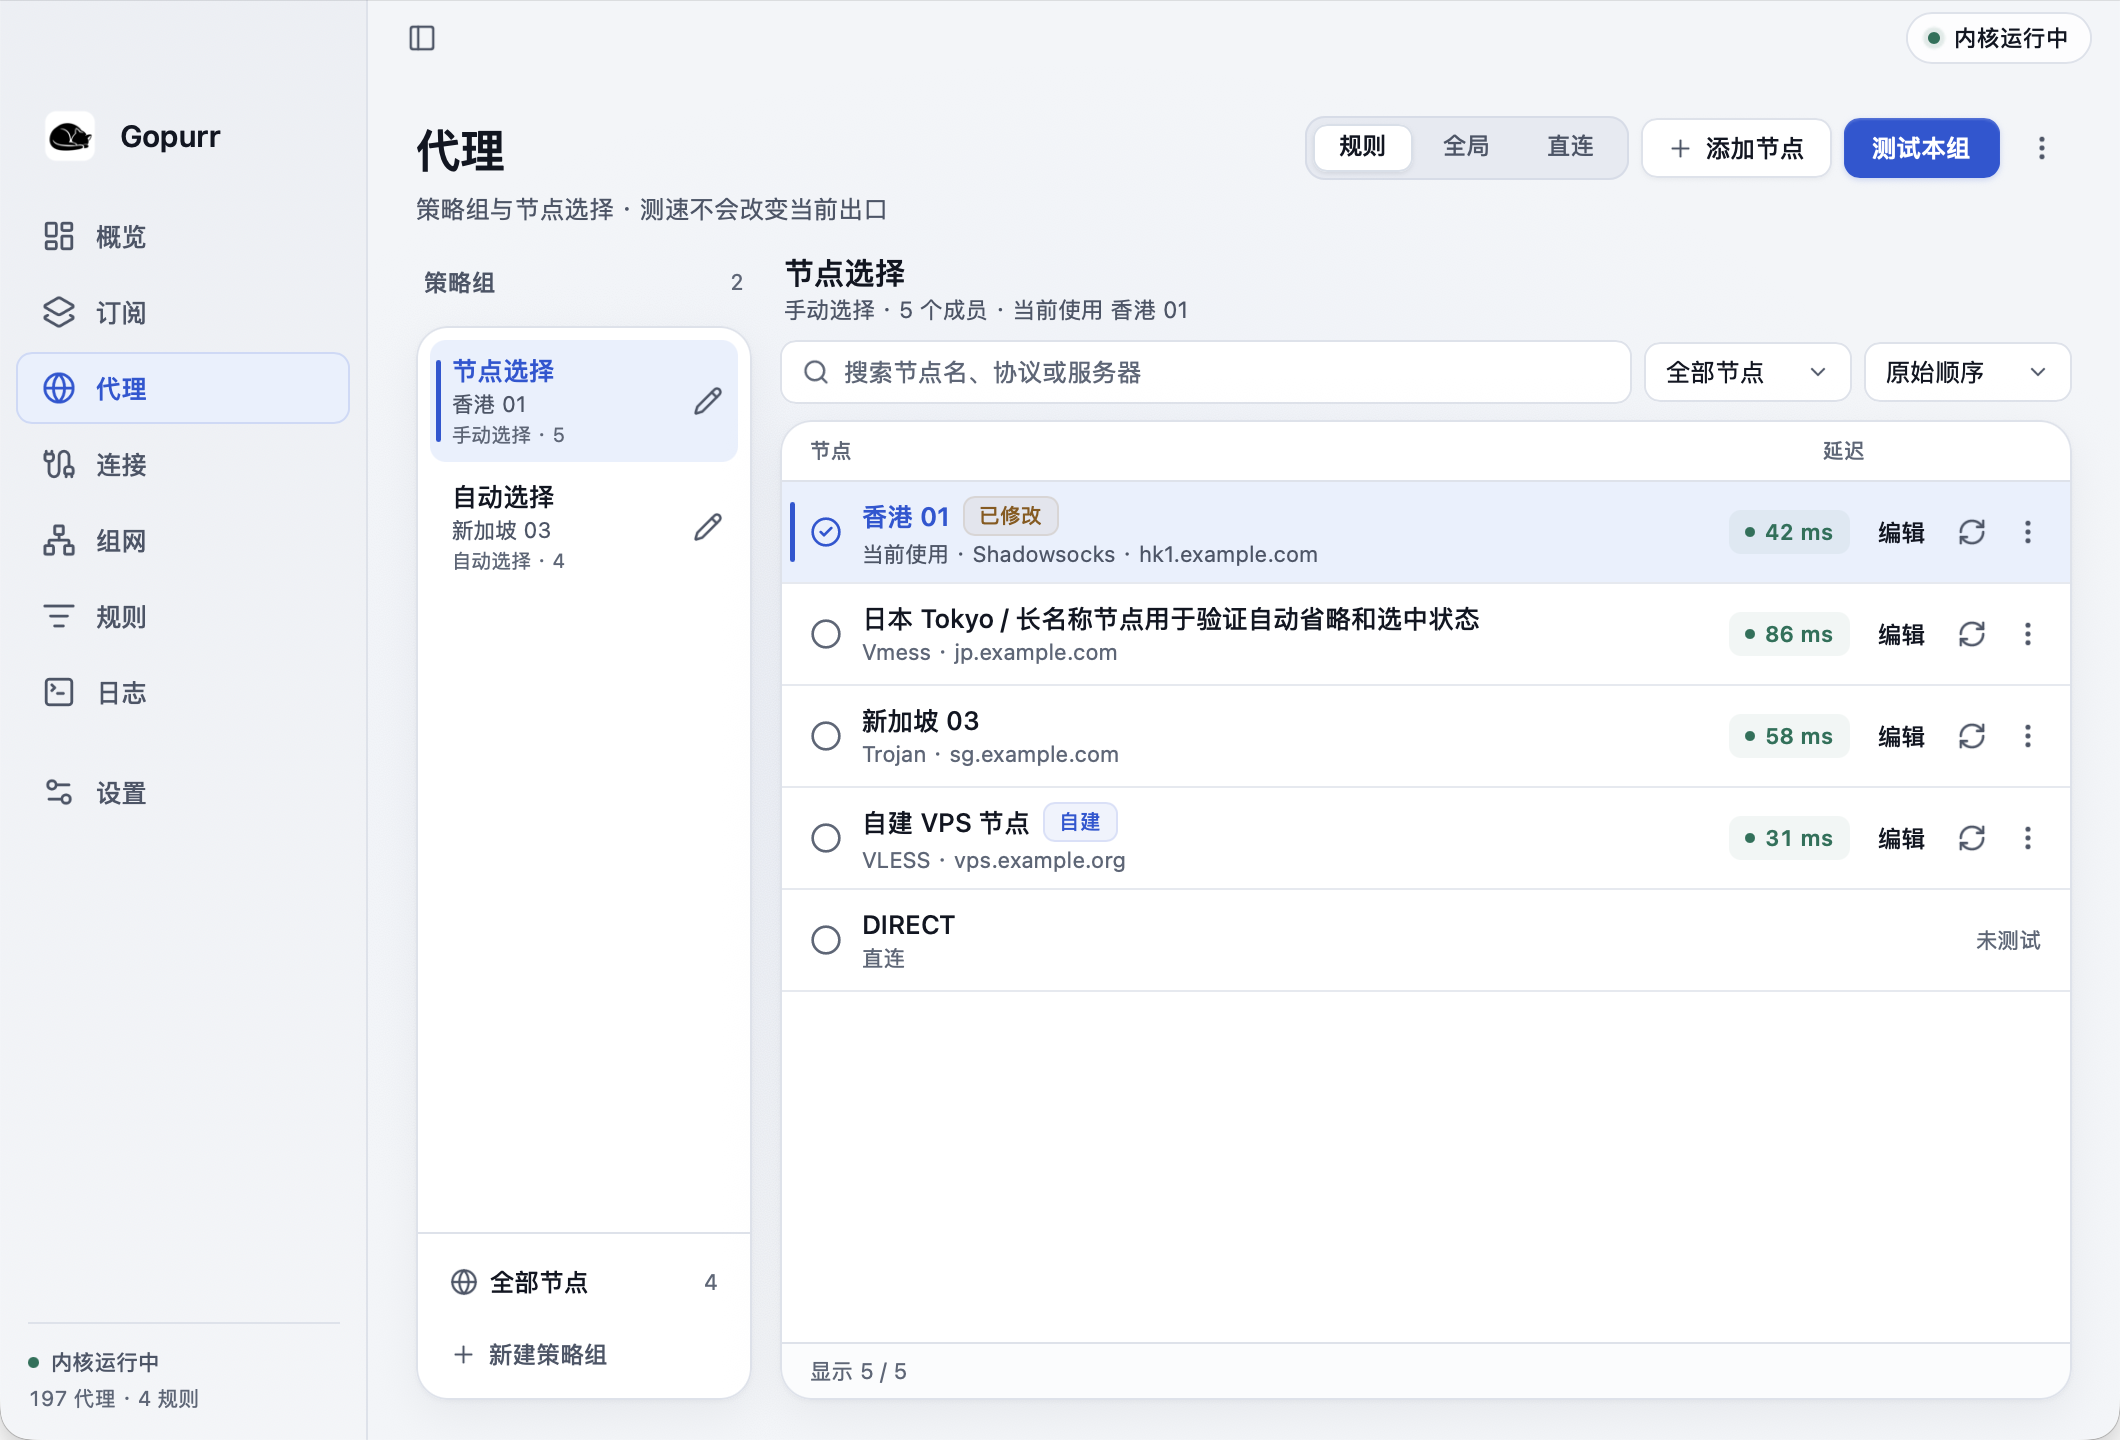 内核运行中
Gopurr
概览
订阅
代理
连接
组网
规则
日志
设置
内核运行中
197 代理 · 4 规则
代理
策略组与节点选择 · 测速不会改变当前出口
规则 全局 直连
添加节点
测试本组
策略组 2
节点选择
香港 01
手动选择 · 5
自动选择
新加坡 03
自动选择 · 4
全部节点 4
新建策略组
节点选择
手动选择 · 5 个成员 · 当前使用 香港 01
搜索节点名、协议或服务器
全部节点
原始顺序
节点 延迟
香港 01 已修改
当前使用 · Shadowsocks · hk1.example.com
42 ms 编辑
日本 Tokyo / 长名称节点用于验证自动省略和选中状态
Vmess · jp.example.com
86 ms 编辑
新加坡 03
Trojan · sg.example.com
58 ms 编辑
自建 VPS 节点 自建
VLESS · vps.example.org
31 ms 编辑
DIRECT
直连
未测试
显示 5 / 5